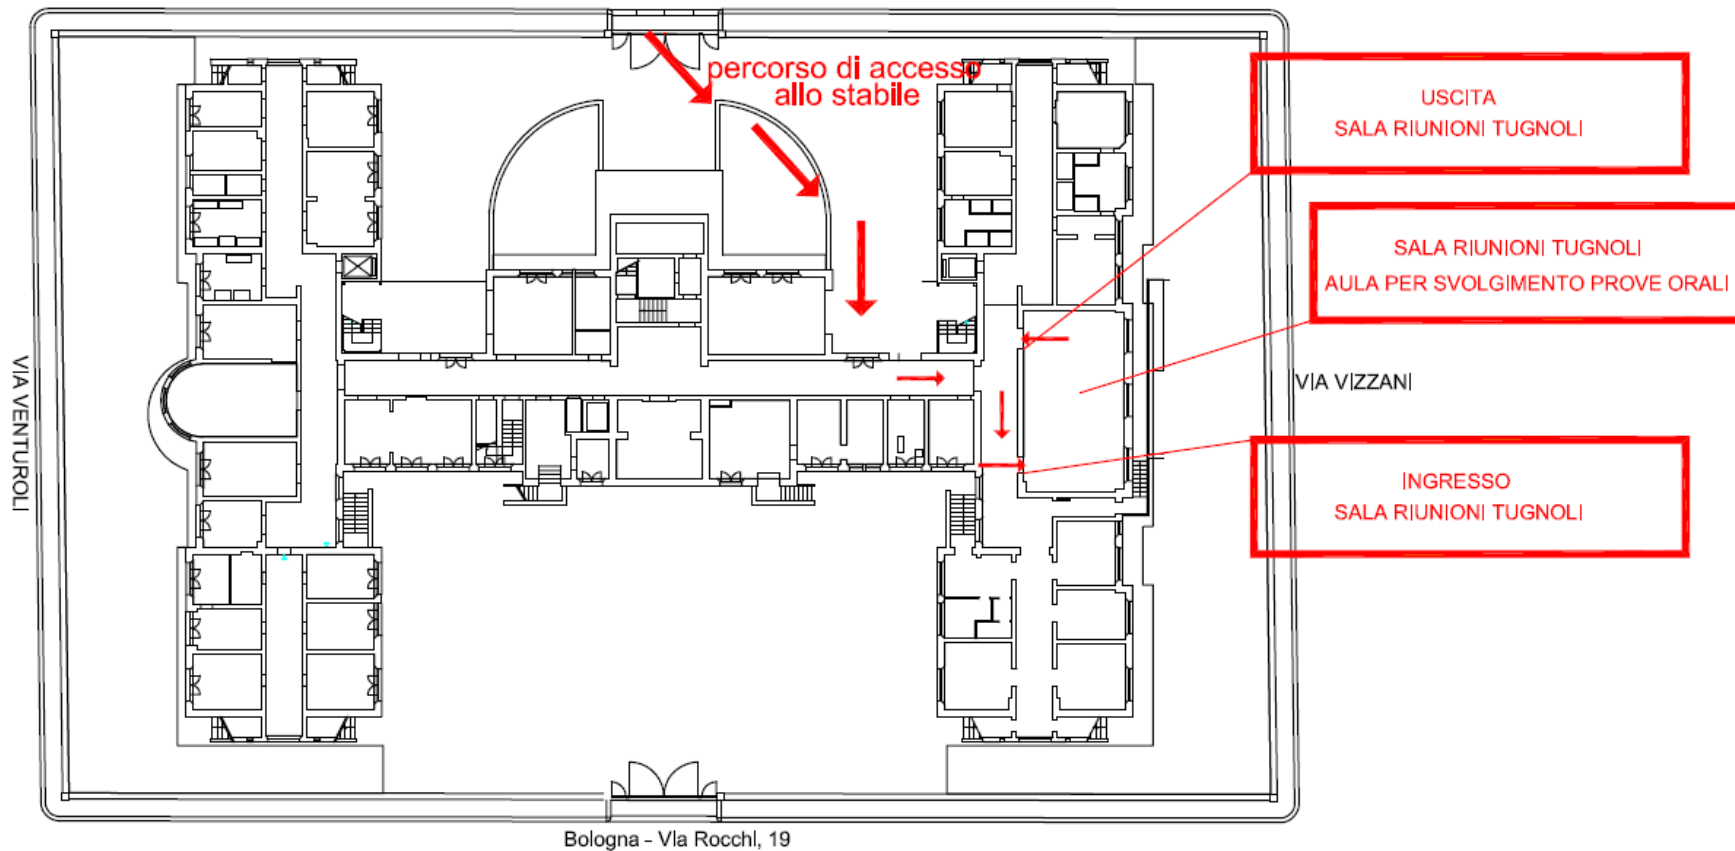 percorso di accesso
allo stabile
USCITA
SALA RIUNIONI TUGNOLI
SALA RIUNIONI TUGNOLI
AULA PER SVOLGIMENTO PROVE ORALI
VIA VENTUROLI
VIA VIZZANI
INGRESSO
SALA RIUNIONI TUGNOLI
Bologna - VIa RocchI, 19